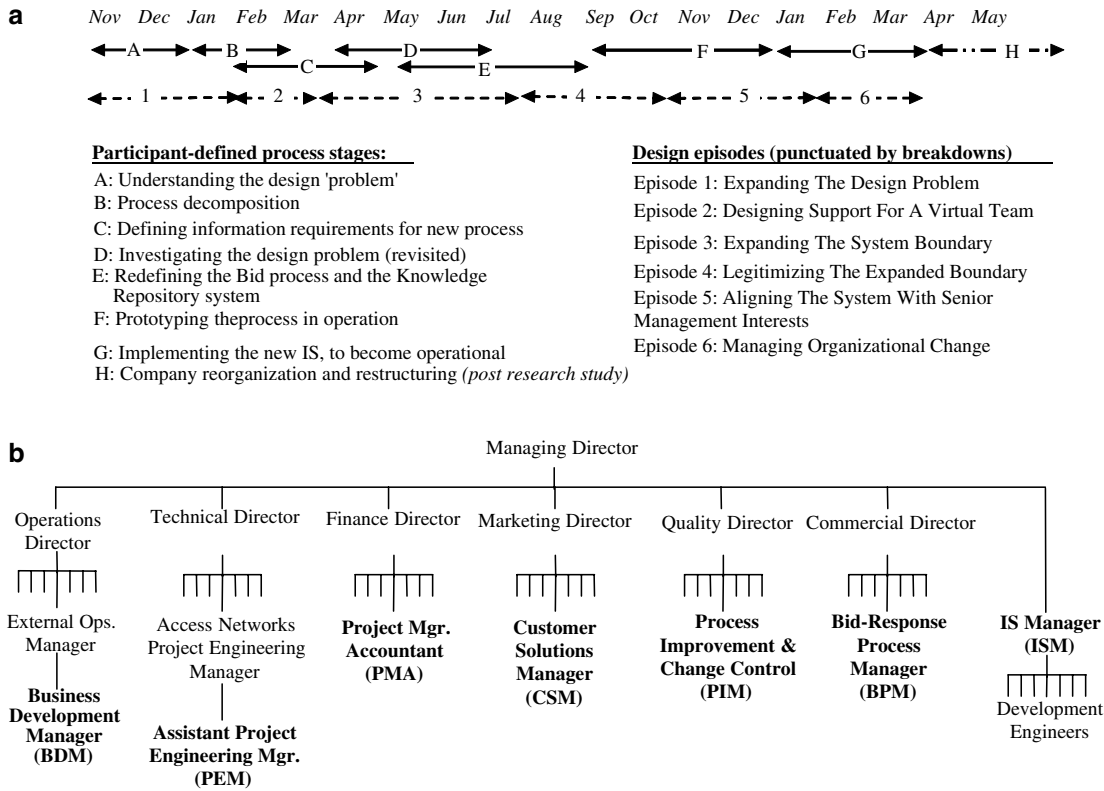 a
Nov Dec Jan Feb Mar Apr May Jun Jul Aug Sep Oct Nov Dec Jan Feb Mar Apr May
A B D F G H
C E
1 2 3 4 5 6
Participant-defined process stages:
A: Understanding the design 'problem'
B: Process decomposition
C: Defining information requirements for new process
D: Investigating the design problem (revisited)
E: Redefining the Bid process and the Knowledge
Repository system
F: Prototyping theprocess in operation
G: Implementing the new IS, to become operational
H: Company reorganization and restructuring (post research study)
Design episodes (punctuated by breakdowns)
Episode 1: Expanding The Design Problem
Episode 2: Designing Support For A Virtual Team
Episode 3: Expanding The System Boundary
Episode 4: Legitimizing The Expanded Boundary
Episode 5: Aligning The System With Senior
Management Interests
Episode 6: Managing Organizational Change
b
Managing Director
Operations
Director
Technical Director
Finance Director
Marketing Director
Quality Director
Commercial Director
External Ops.
Manager
Business
Development
Manager
(BDM)
Access Networks
Project Engineering
Manager
Assistant Project
Engineering Mgr.
(PEM)
Project Mgr.
Accountant
(PMA)
Customer
Solutions
Manager
(CSM)
Process
Improvement &
Change Control
(PIM)
Bid-Response
Process
Manager
(BPM)
IS Manager
(ISM)
Development
Engineers